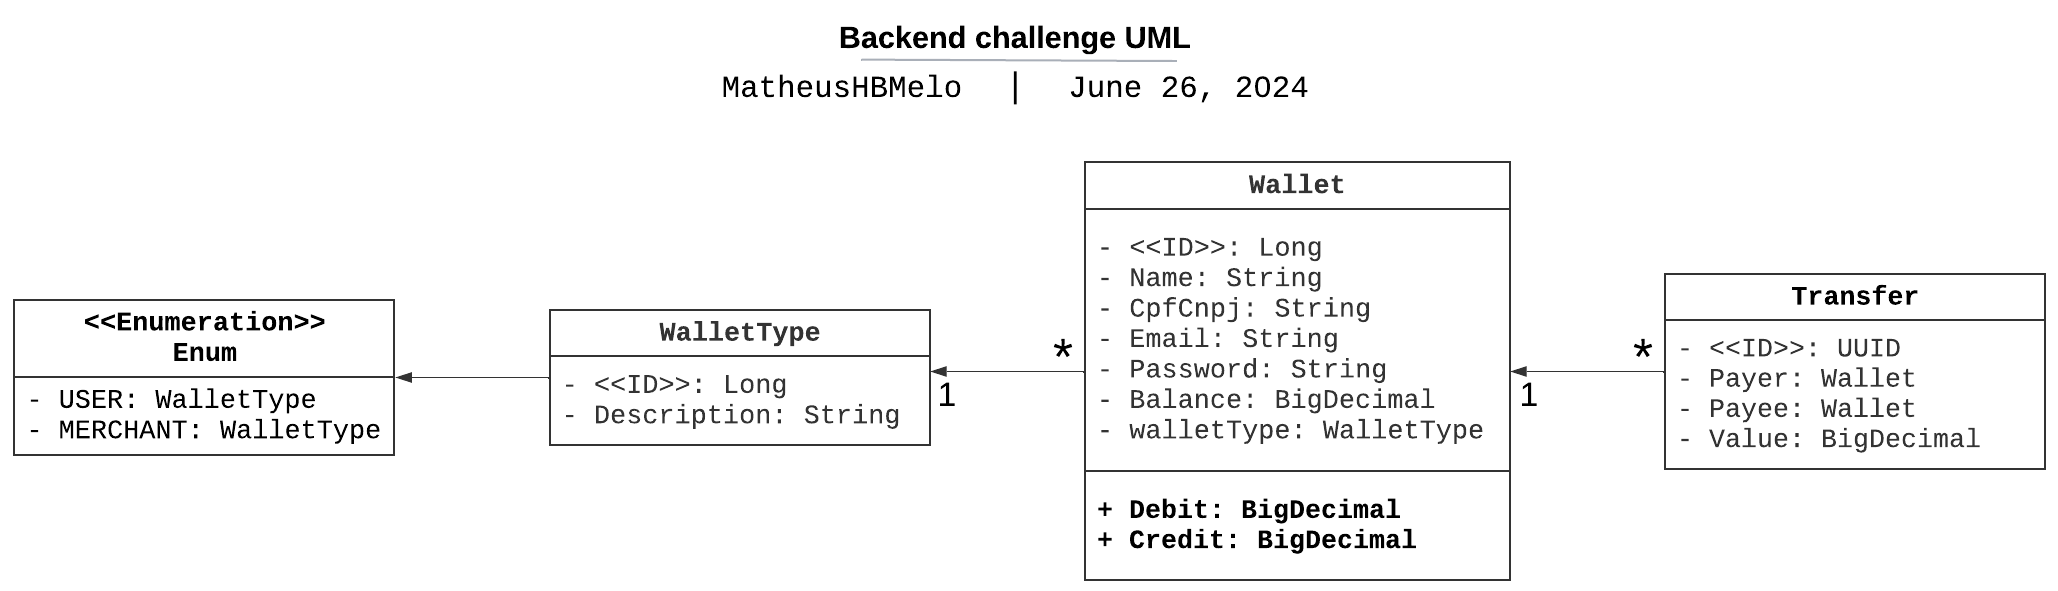 Backend challenge UML
MatheusHBMelo | June 26, 2024
<<Enumeration>>
Enum
- USER: WalletType
- MERCHANT: WalletType
WalletType
- <<ID>>: Long
- Description: String
*
1
Wallet
- <<ID>>: Long
- Name: String
- CpfCnpj: String
- Email: String
- Password: String
- Balance: BigDecimal
- walletType: WalletType
+ Debit: BigDecimal
+ Credit: BigDecimal
*
1
Transfer
- <<ID>>: UUID
- Payer: Wallet
- Payee: Wallet
- Value: BigDecimal